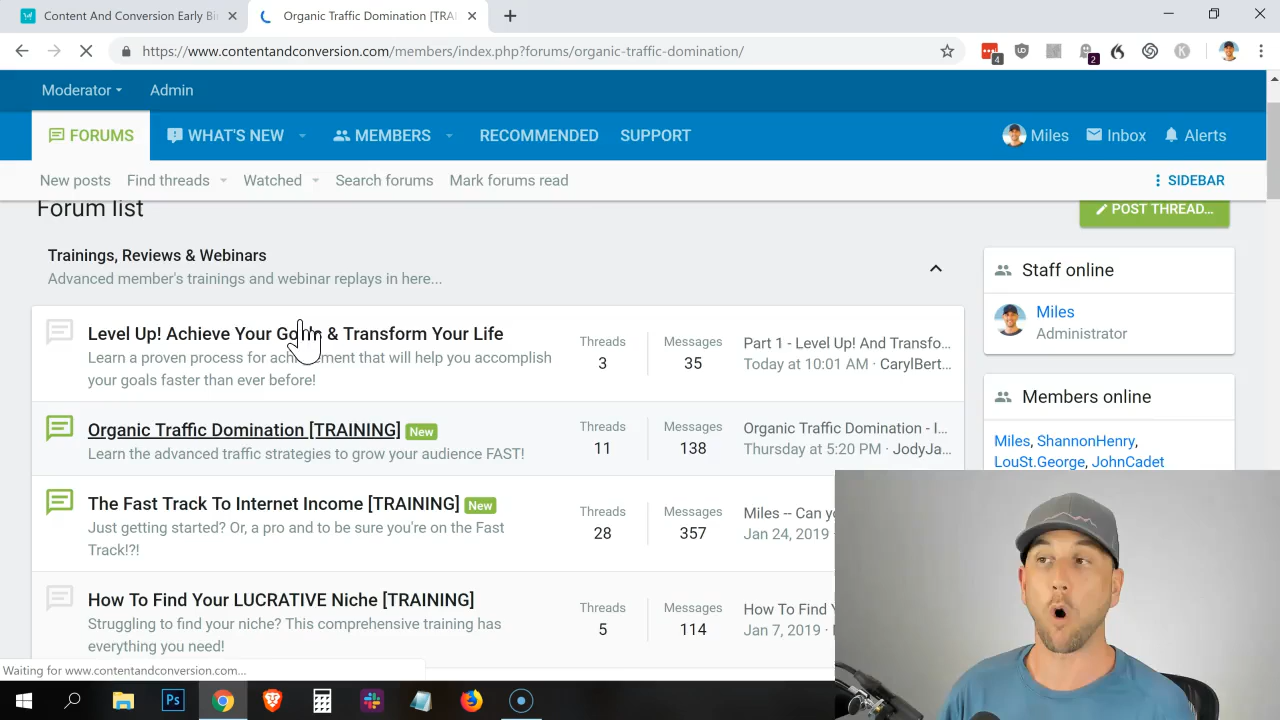 Content And Conversion Early Bi
Organic Traffic Domination [TRA
https://www.contentandconversion.com/members/index.php?forums/organic-traffic-domination/
4
2
K
Moderator
Admin
FORUMS
WHAT'S NEW
MEMBERS
RECOMMENDED
SUPPORT
Miles
Inbox
Alerts
New posts
Find threads
Watched
Search forums
Mark forums read
SIDEBAR
Forum list
POST THREAD...
Trainings, Reviews & Webinars
Advanced member's trainings and webinar replays in here...
Staff online
Miles
Administrator
Level Up! Achieve Your & Transform Your Life
Learn a proven process for that will help you accomplish
your goals faster than ever before!
Threads
3
Messages
35
Part 1 - Level Up! And Transfo...
Today at 10:01 AM · CarylBert...
Members online
Miles, ShannonHenry,
LouSt.George, JohnCadet
Organic Traffic Domination [TRAINING] New
Learn the advanced traffic strategies to grow your audience FAST!
Threads
11
Messages
138
Organic Traffic Domination - I...
Thursday at 5:20 PM · JodyJa...
The Fast Track To Internet Income [TRAINING] New
Just getting started? Or, a pro and to be sure you're on the Fast
Track!?!
Threads
28
Messages
357
Miles -- Can yo
Jan 24, 2019
How To Find Your LUCRATIVE Niche [TRAINING]
Struggling to find your niche? This comprehensive training has
everything you need!
Threads
5
Messages
114
How To Find Y
Jan 7, 2019
Waiting for www.contentandconversion.com...
Ps